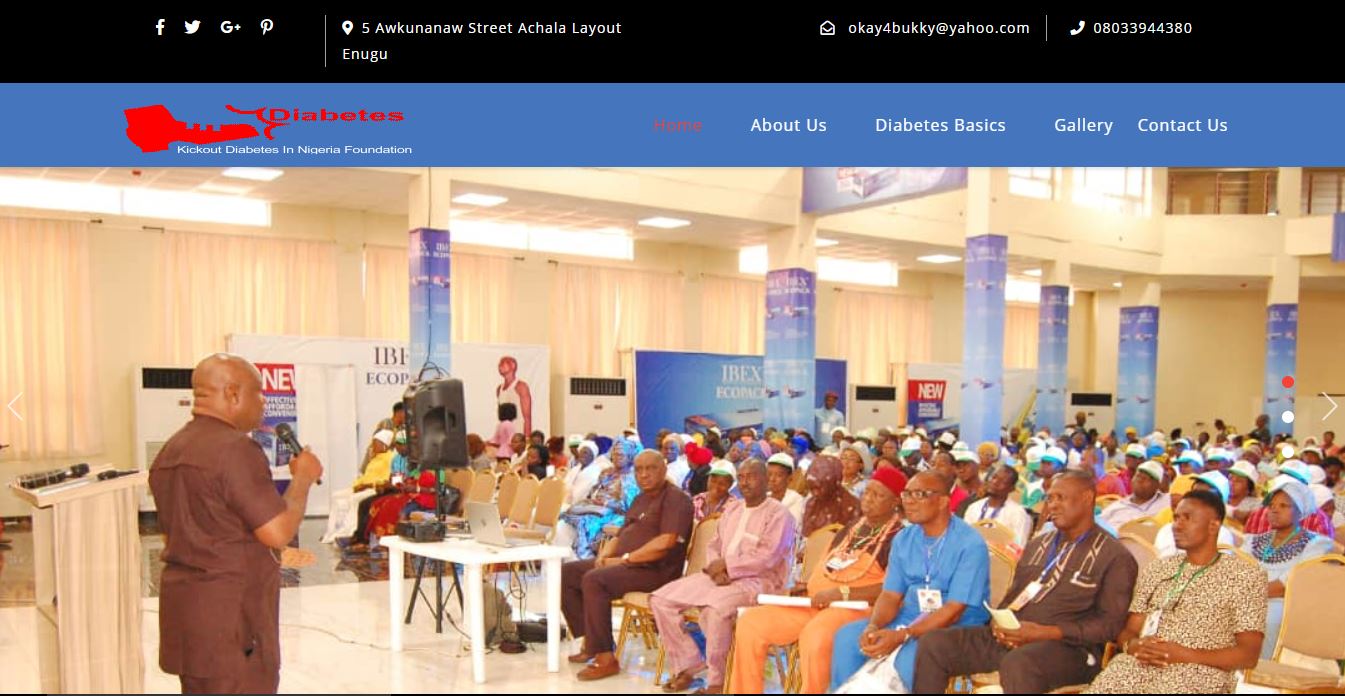 5 Awkunanaw Street Achala Layout
Enugu
okay4bukky@yahoo.com
08033944380
Diabetes
Kickout Diabetes In Nigeria Foundation
Home
About Us
Diabetes Basics
Gallery
Contact Us
IBEX
IBEX
ECOPACK
NEW
NEW